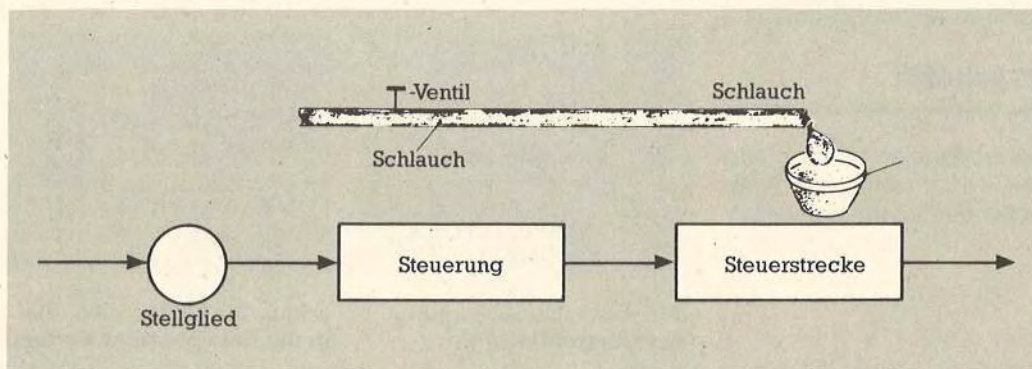 -Ventil
Schlauch
Schlauch
Steuerung
Steuerstrecke
Stellglied